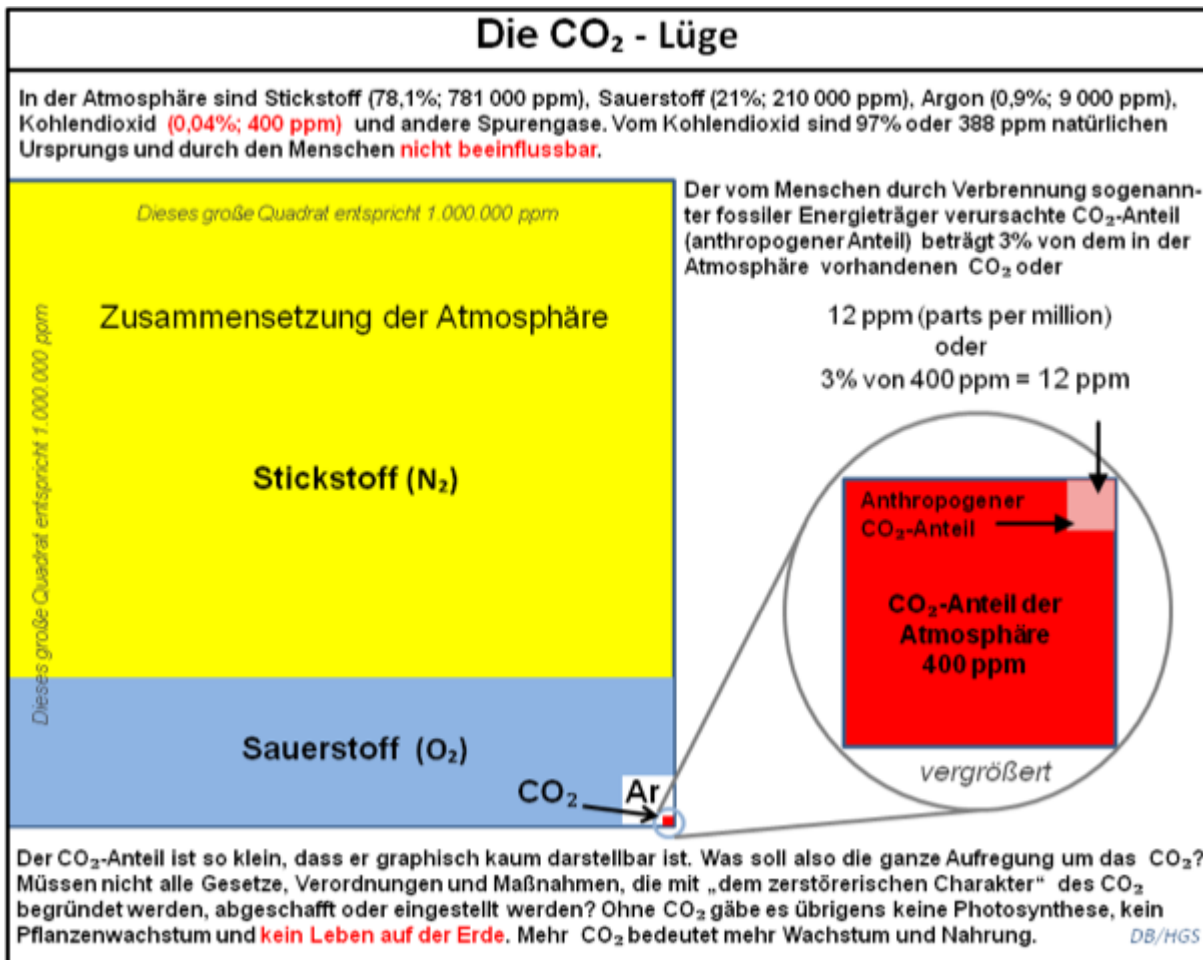 Die CO₂ - Lüge
In der Atmosphäre sind Stickstoff (78,1%; 781 000 ppm), Sauerstoff (21%; 210 000 ppm), Argon (0,9%; 9 000 ppm),
Kohlendioxid (0,04%; 400 ppm) und andere Spurengase. Vom Kohlendioxid sind 97% oder 388 ppm natürlichen
Ursprungs und durch den Menschen nicht beeinflussbar.
Dieses große Quadrat entspricht 1.000.000 ppm
Dieses große Quadrat entspricht 1.000.000 ppm
Zusammensetzung der Atmosphäre
Stickstoff (N₂)
Sauerstoff (O₂)
CO₂
Ar
Der vom Menschen durch Verbrennung sogenann-
ter fossiler Energieträger verursachte CO₂-Anteil
(anthropogener Anteil) beträgt 3% von dem in der
Atmosphäre vorhandenen CO₂ oder
12 ppm (parts per million)
oder
3% von 400 ppm = 12 ppm
Anthropogener
CO₂-Anteil
CO₂-Anteil der
Atmosphäre
400 ppm
vergrößert
Der CO₂-Anteil ist so klein, dass er graphisch kaum darstellbar ist. Was soll also die ganze Aufregung um das CO₂?
Müssen nicht alle Gesetze, Verordnungen und Maßnahmen, die mit „dem zerstörerischen Charakter“ des CO₂
begründet werden, abgeschafft oder eingestellt werden? Ohne CO₂ gäbe es übrigens keine Photosynthese, kein
Pflanzenwachstum und kein Leben auf der Erde. Mehr CO₂ bedeutet mehr Wachstum und Nahrung.
DB/HGS